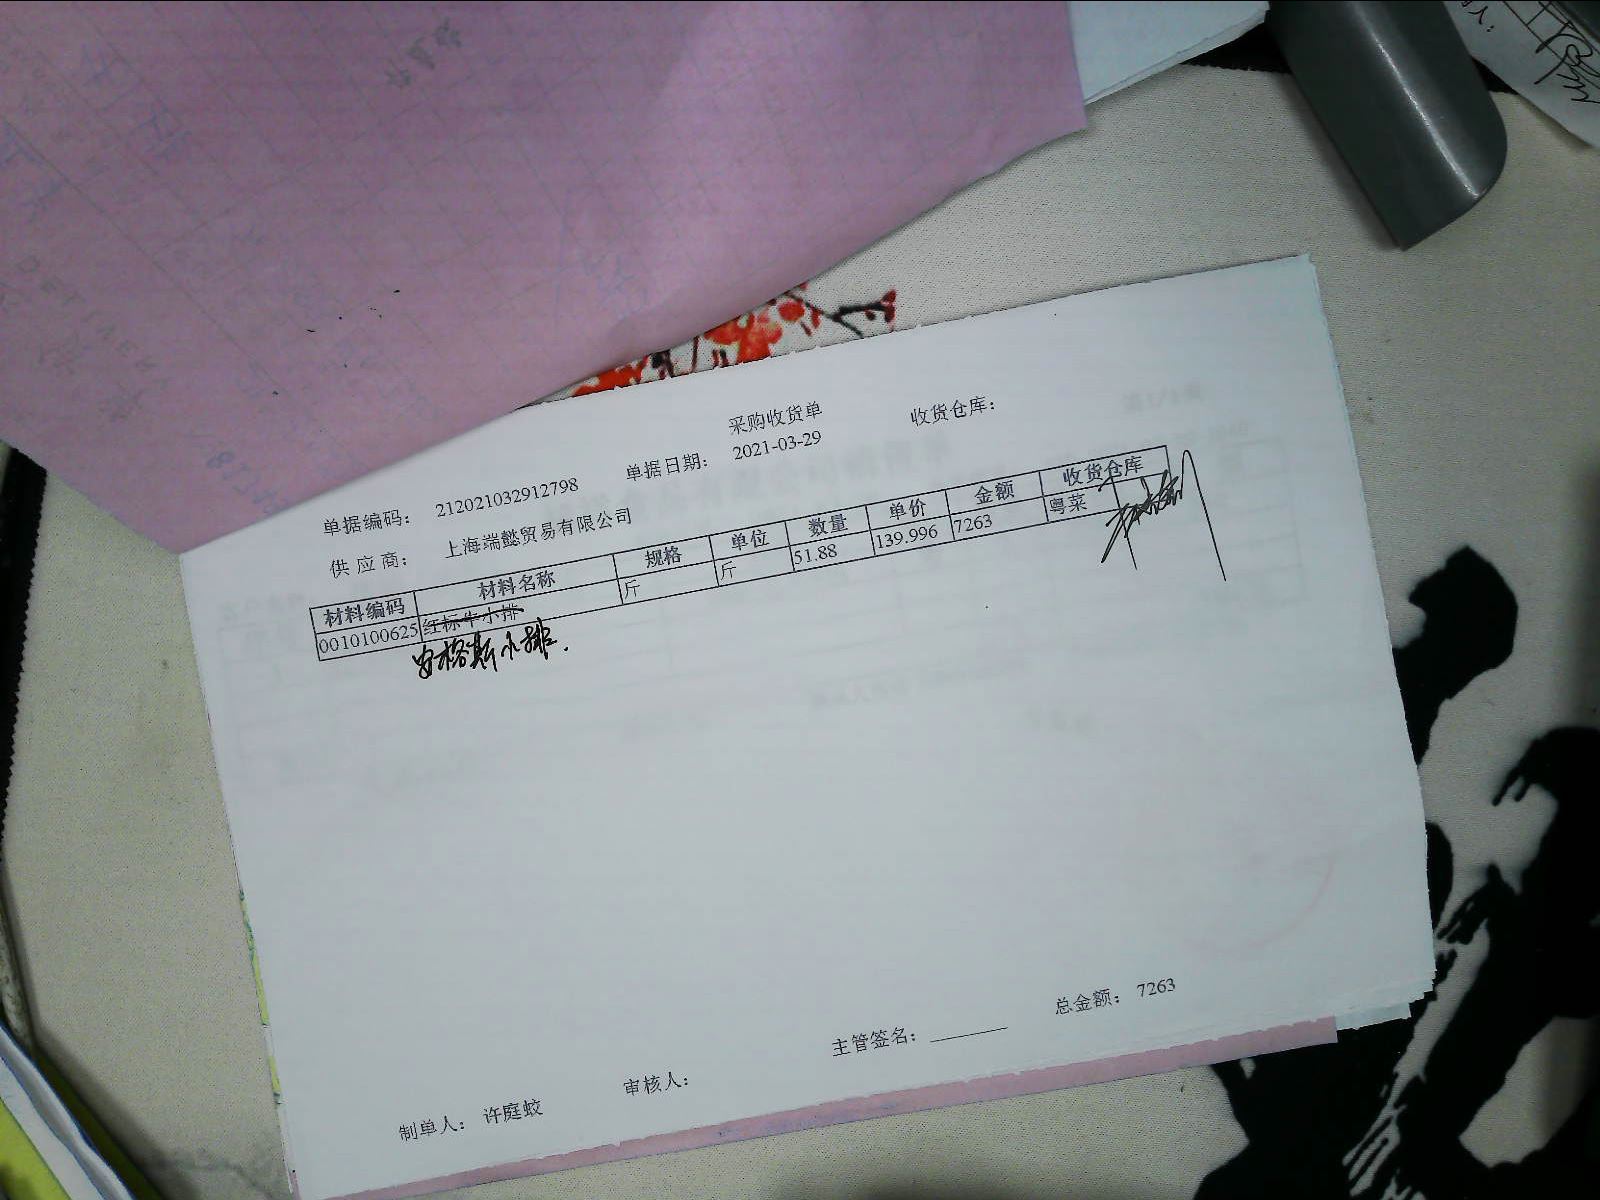 采购收货单
单据编码： 212021032912798 单据日期： 2021-03-29 收货仓库：
供应商： 上海端懿贸易有限公司
材料编码 材料名称 规格 单位 数量 单价 金额 收货仓库
0010100625 红标牛小排 斤 斤 51.88 139.996 7263 粤菜
安格斯小排.
总金额： 7263
主管签名：
审核人：
制单人： 许庭蛟